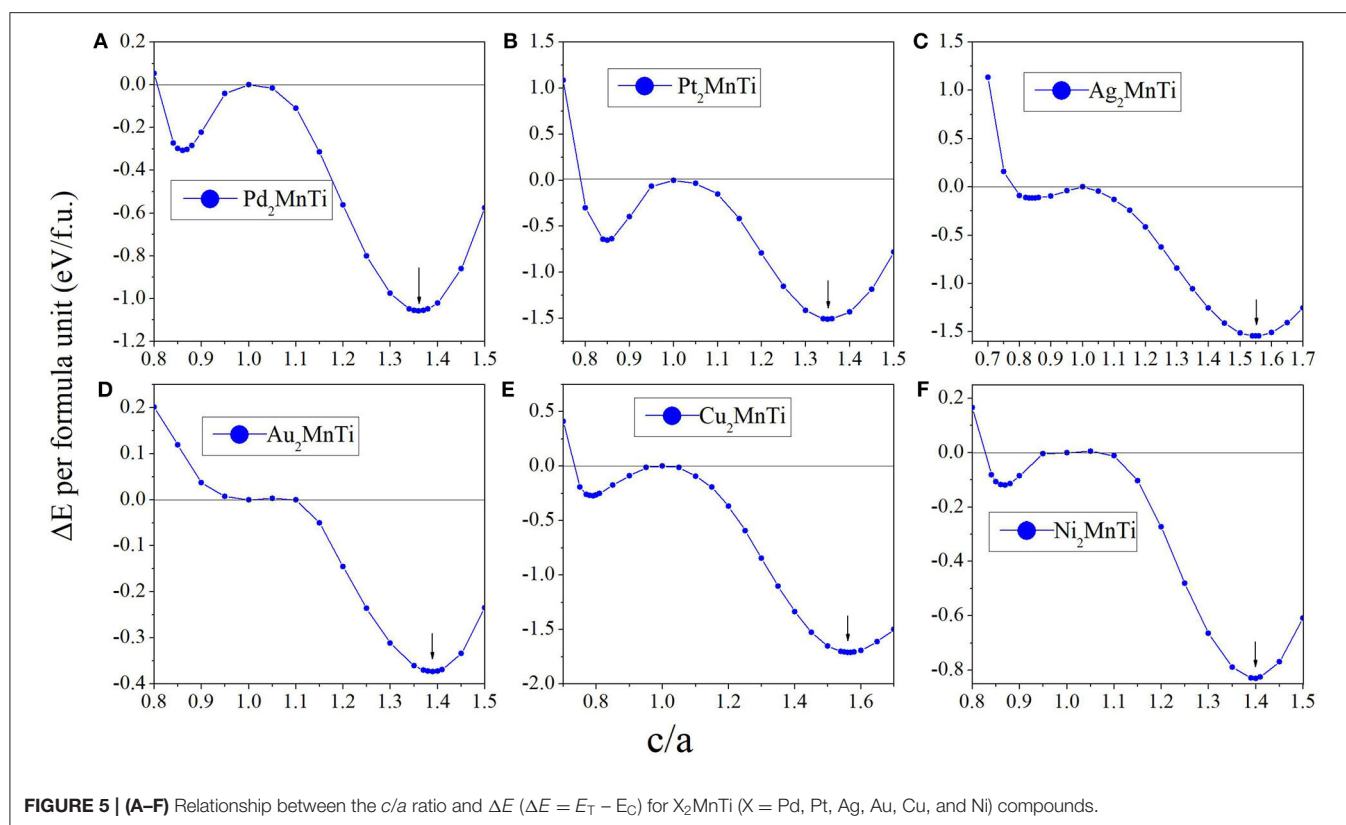 A
0.2
0.0
-0.2
-0.4
-0.6
-0.8
-1.0
-1.2
0.8 0.9 1.0 1.1 1.2 1.3 1.4 1.5
Pd₂MnTi
B
1.5
1.0
0.5
0.0
-0.5
-1.0
-1.5
0.8 0.9 1.0 1.1 1.2 1.3 1.4 1.5
Pt₂MnTi
C
1.5
1.0
0.5
0.0
-0.5
-1.0
-1.5
0.7 0.8 0.9 1.0 1.1 1.2 1.3 1.4 1.5 1.6 1.7
Ag₂MnTi
ΔE per formula unit (eV/f.u.)
D
0.2
0.1
0.0
-0.1
-0.2
-0.3
-0.4
0.8 0.9 1.0 1.1 1.2 1.3 1.4 1.5
Au₂MnTi
E
0.5
0.0
-0.5
-1.0
-1.5
-2.0
0.8 1.0 1.2 1.4 1.6
Cu₂MnTi
F
0.2
0.0
-0.2
-0.4
-0.6
-0.8
0.8 0.9 1.0 1.1 1.2 1.3 1.4 1.5
Ni₂MnTi
c/a
FIGURE 5 | (A–F) Relationship between the c/a ratio and ΔE (ΔE = E_T – E_C) for X₂MnTi (X = Pd, Pt, Ag, Au, Cu, and Ni) compounds.